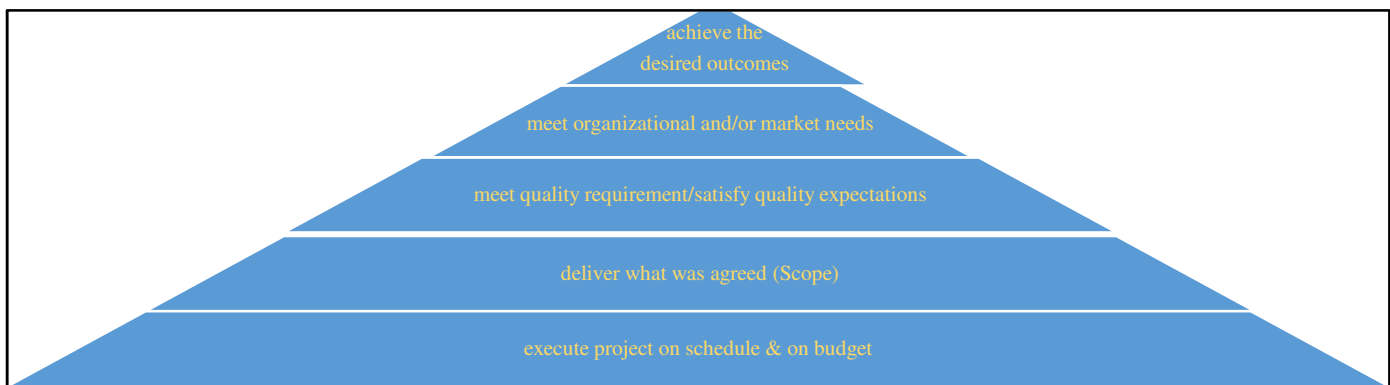 achieve the
desired outcomes
meet organizational and/or market needs
meet quality requirement/satisfy quality expectations
deliver what was agreed (Scope)
execute project on schedule & on budget